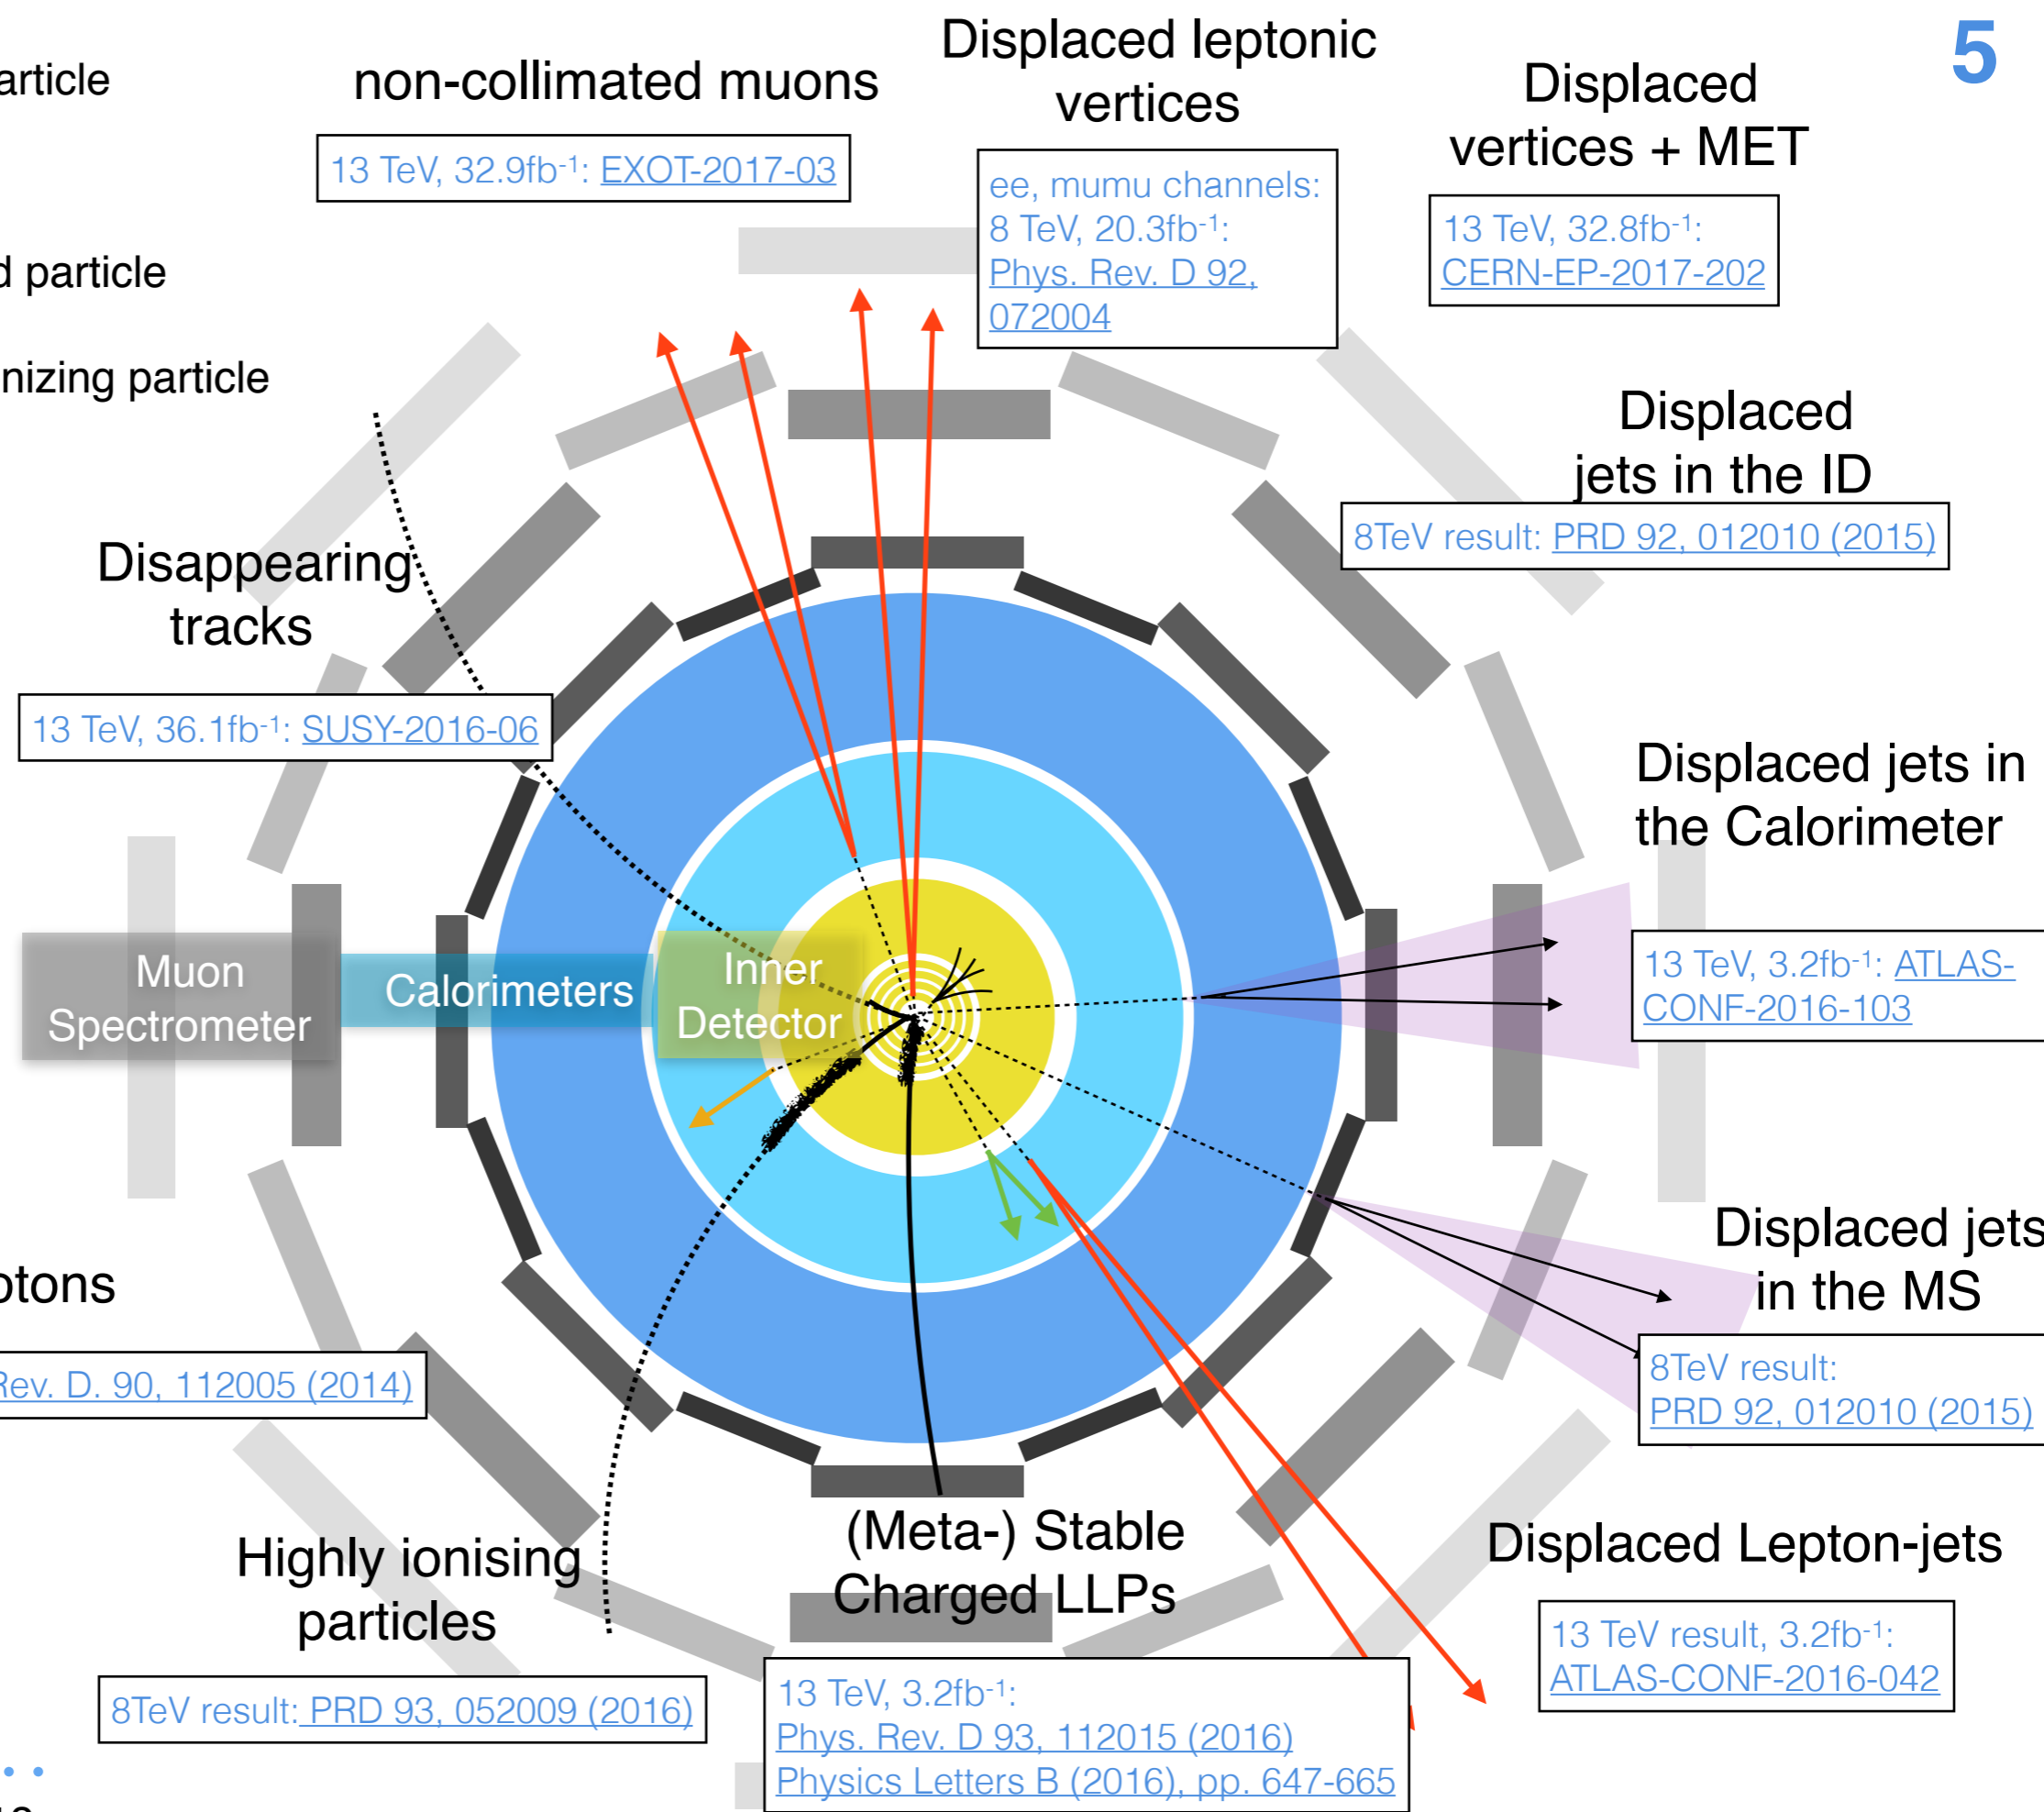 5
article
non-collimated muons
13 TeV, 32.9fb-1: EXOT-2017-03
Displaced leptonic
vertices
ee, mumu channels:
8 TeV, 20.3fb-1:
Phys. Rev. D 92,
072004
Displaced
vertices + MET
13 TeV, 32.8fb-1:
CERN-EP-2017-202
d particle
nizing particle
Displaced
jets in the ID
8TeV result: PRD 92, 012010 (2015)
Disappearing
tracks
13 TeV, 36.1fb-1: SUSY-2016-06
Displaced jets in
the Calorimeter
13 TeV, 3.2fb-1: ATLAS-
CONF-2016-103
Muon
Spectrometer
Calorimeters
Inner
Detector
Displaced jets
in the MS
8TeV result:
PRD 92, 012010 (2015)
otons
Rev. D. 90, 112005 (2014)
Highly ionising
particles
8TeV result: PRD 93, 052009 (2016)
(Meta-) Stable
Charged LLPs
13 TeV, 3.2fb-1:
Phys. Rev. D 93, 112015 (2016)
Physics Letters B (2016), pp. 647-665
Displaced Lepton-jets
13 TeV result, 3.2fb-1:
ATLAS-CONF-2016-042